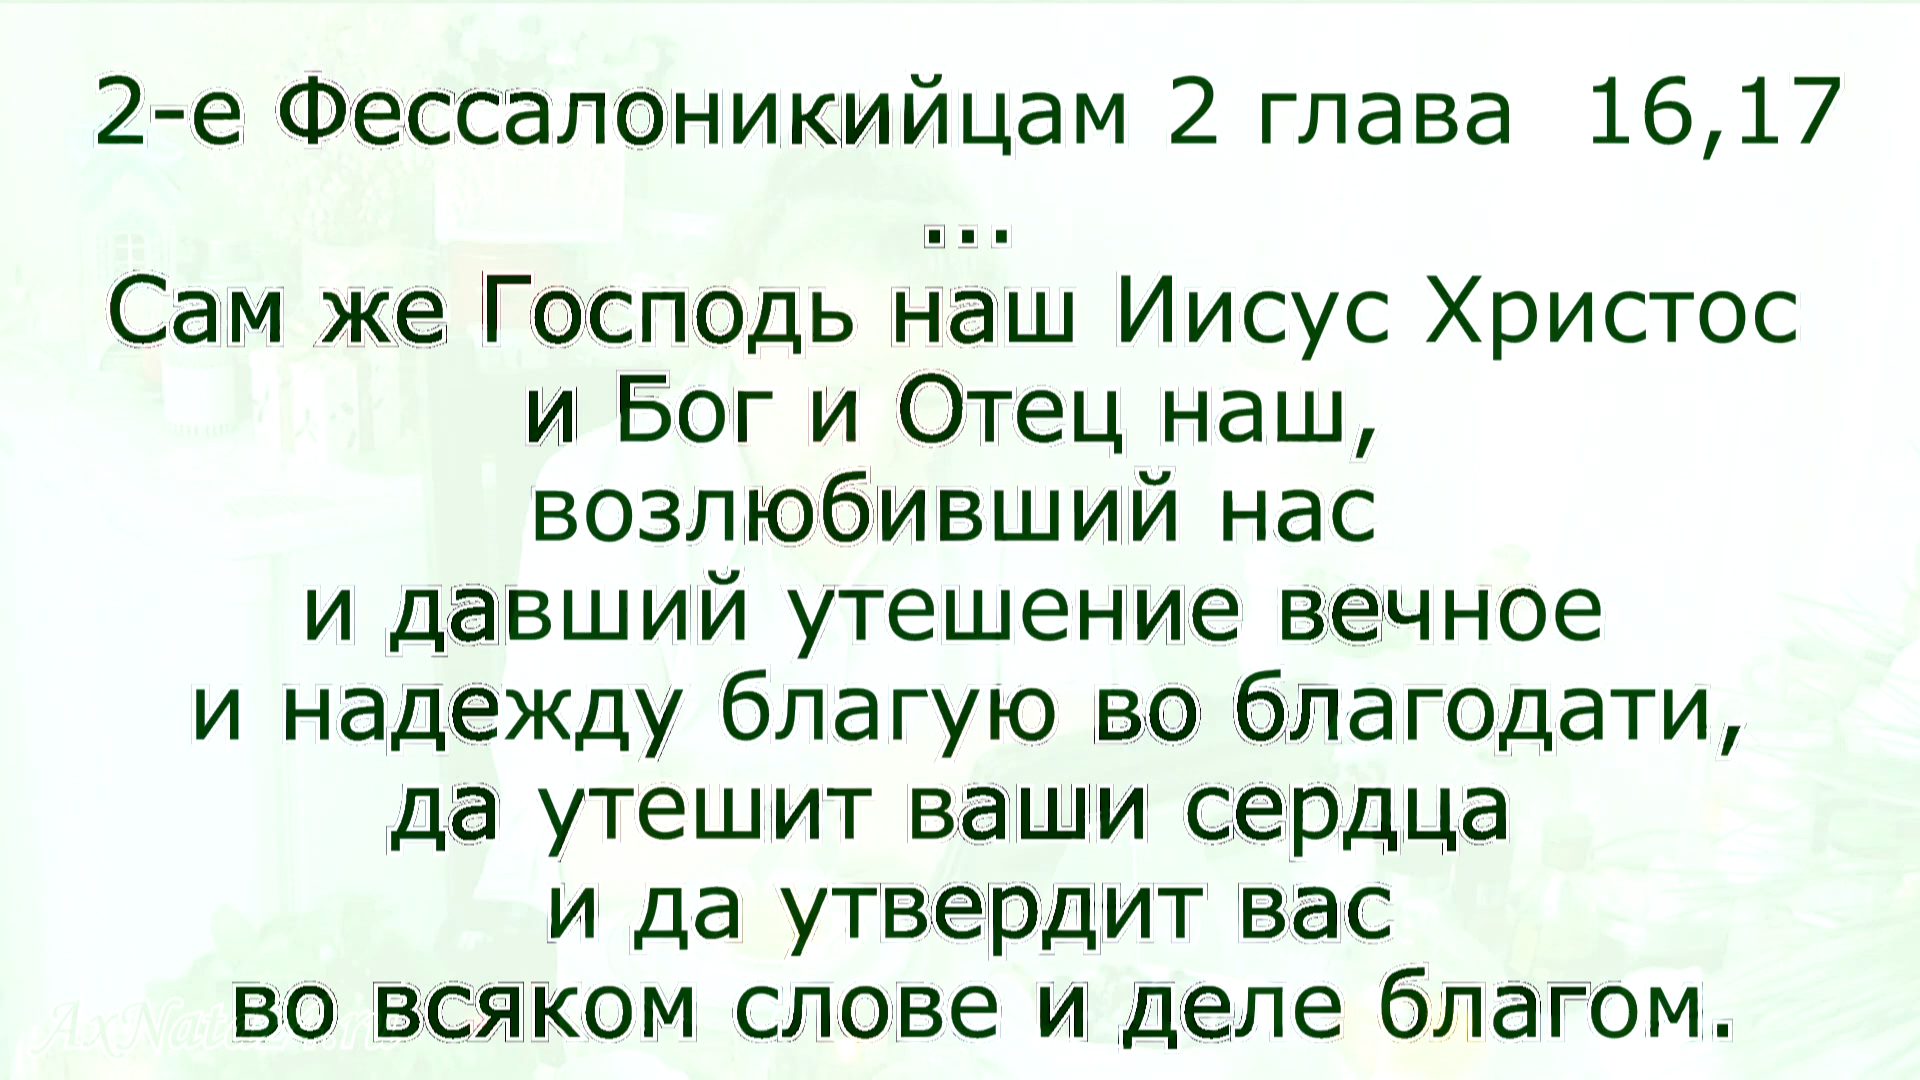 2-е Фессалоникийцам 2 глава 16,17
...
Сам же Господь наш Иисус Христос
и Бог и Отец наш,
возлюбивший нас
и давший утешение вечное
и надежду благую во благодати,
да утешит ваши сердца
и да утвердит вас
во всяком слове и деле благом.